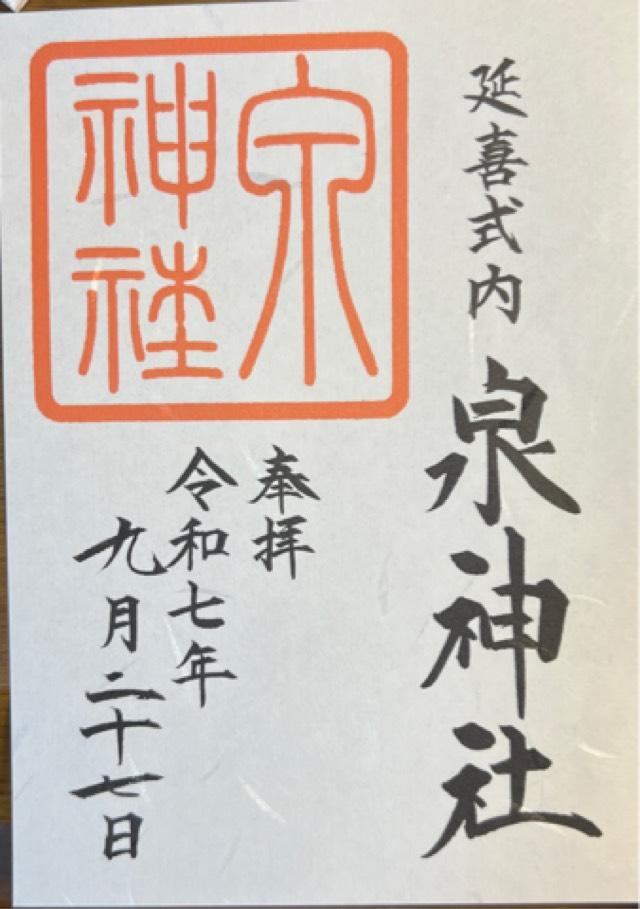 延喜式内
泉神社
奉拝
令和七年
九月二十七日
泉
神社